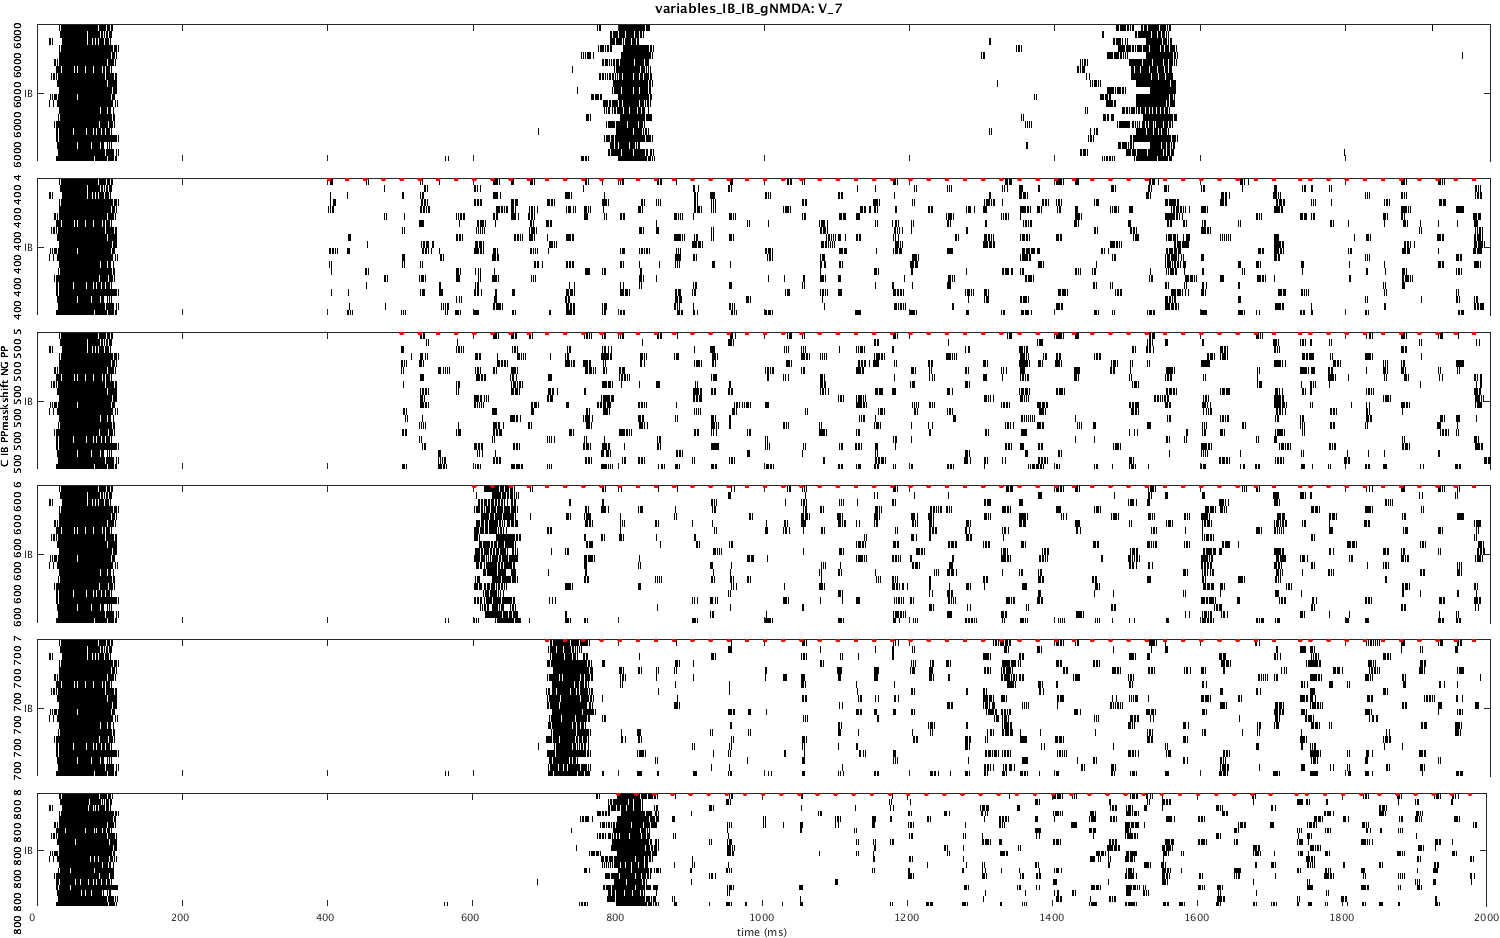 variables_IB_IB_gNMDA: V_7
6000 6000 6000 6000 6000
IB
400 400 400 400 400 4
IB
500 500 500 500 500 5
IB
C IB PPmaskshift NG PP
600 600 600 600 600 6
IB
700 700 700 700 700 7
IB
800 800 800 800 800 8
IB
0 200 400 600 800 1000 1200 1400 1600 1800 2000
time (ms)